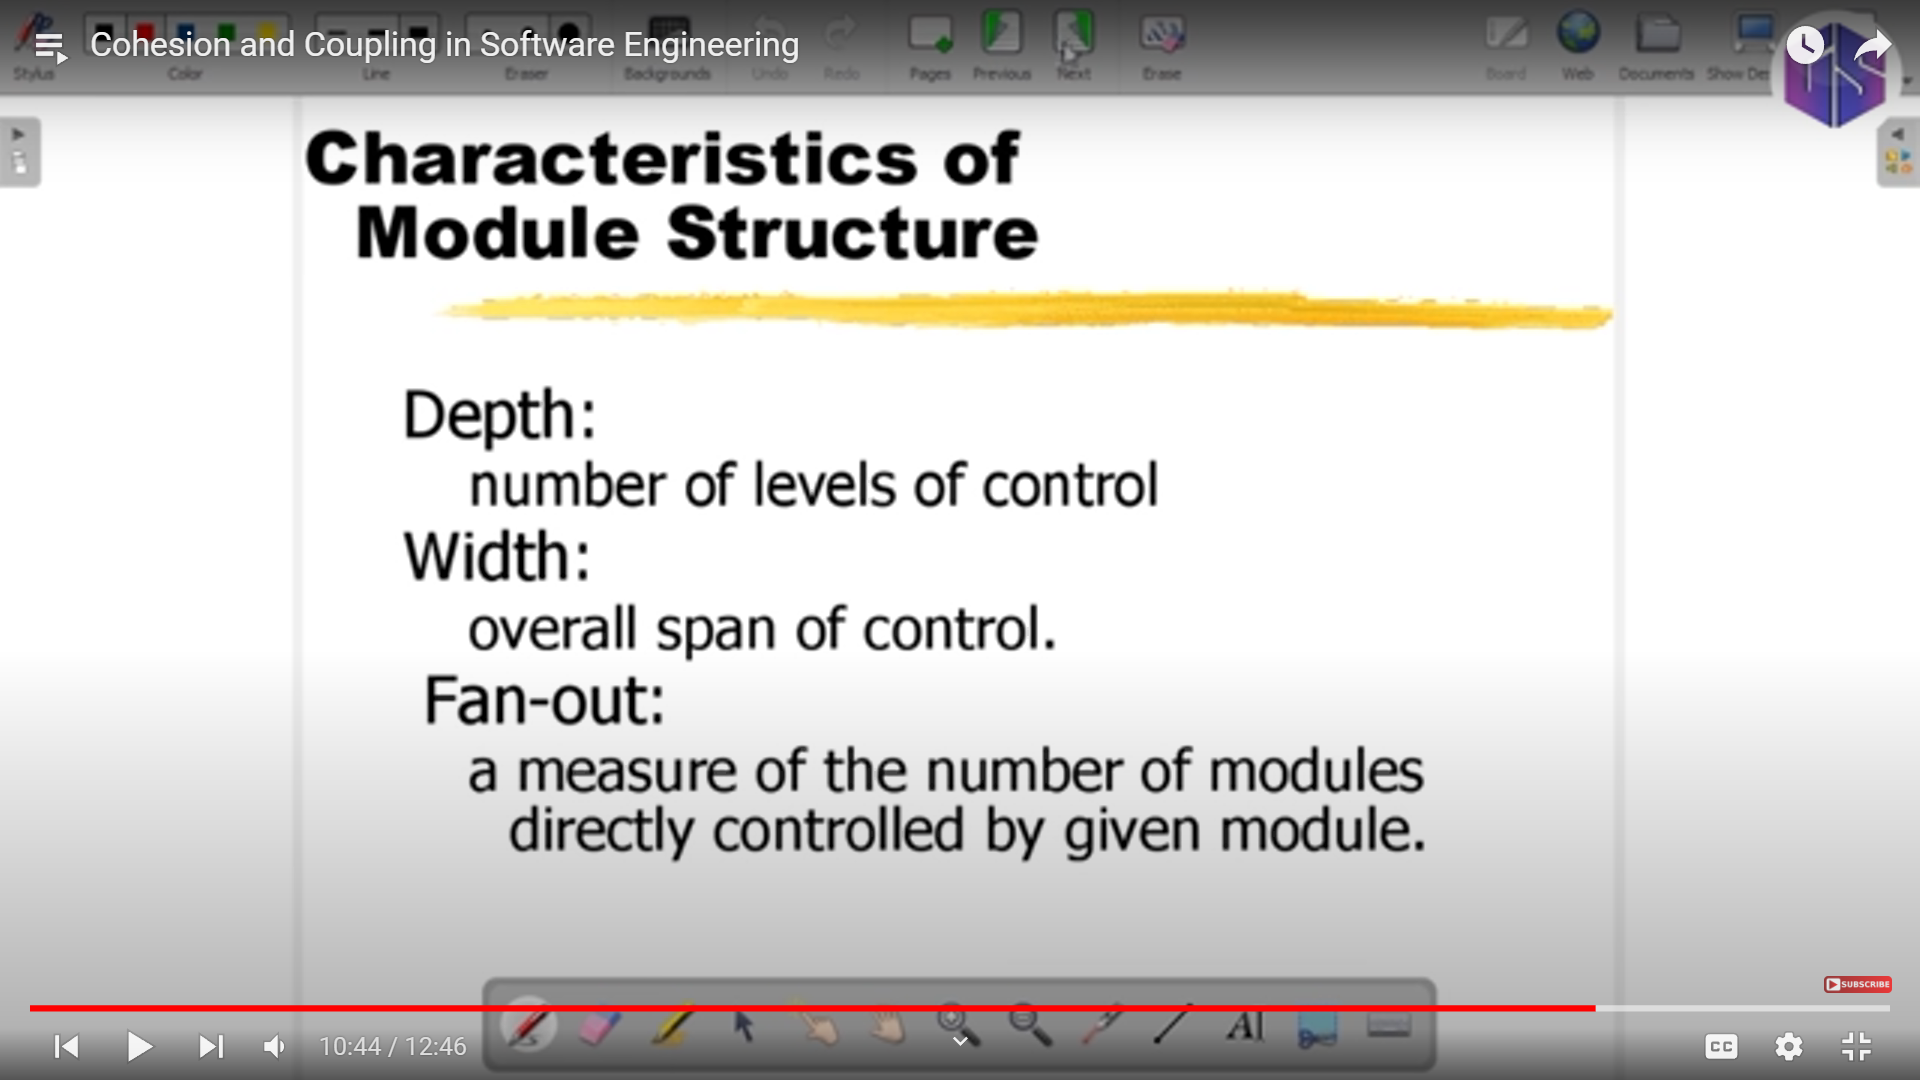 Cohesion and Coupling in Software Engineering
Stylus
Color
Line
Eraser
Backgrounds
Undo
Redo
Pages
Previous
Next
Erase
Board
Web
Documents
Characteristics of
Module Structure
Depth:
number of levels of control
Width:
overall span of control.
Fan-out:
a measure of the number of modules
directly controlled by given module.
SUBSCRIBE
10:44 / 12:46
AI
CC